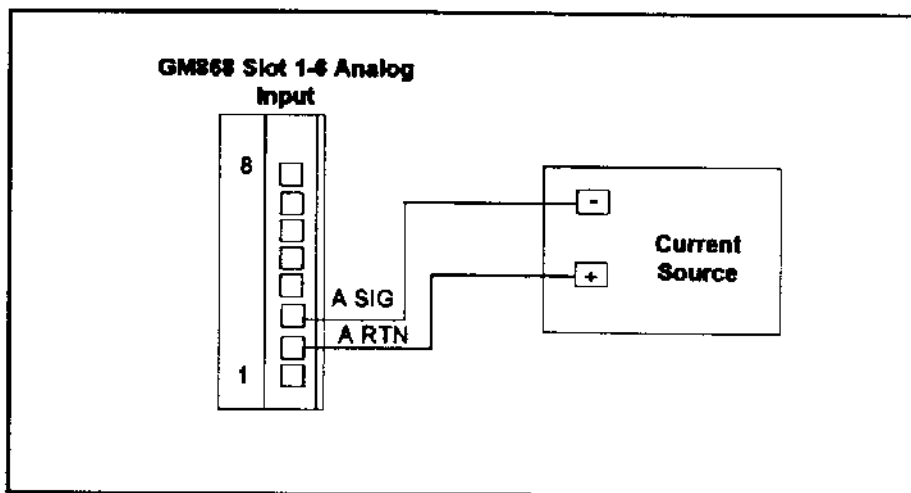 GM868 Slot 1-6 Analog
Input
8
-
Current
Source
+
A SIG
A RTN
1